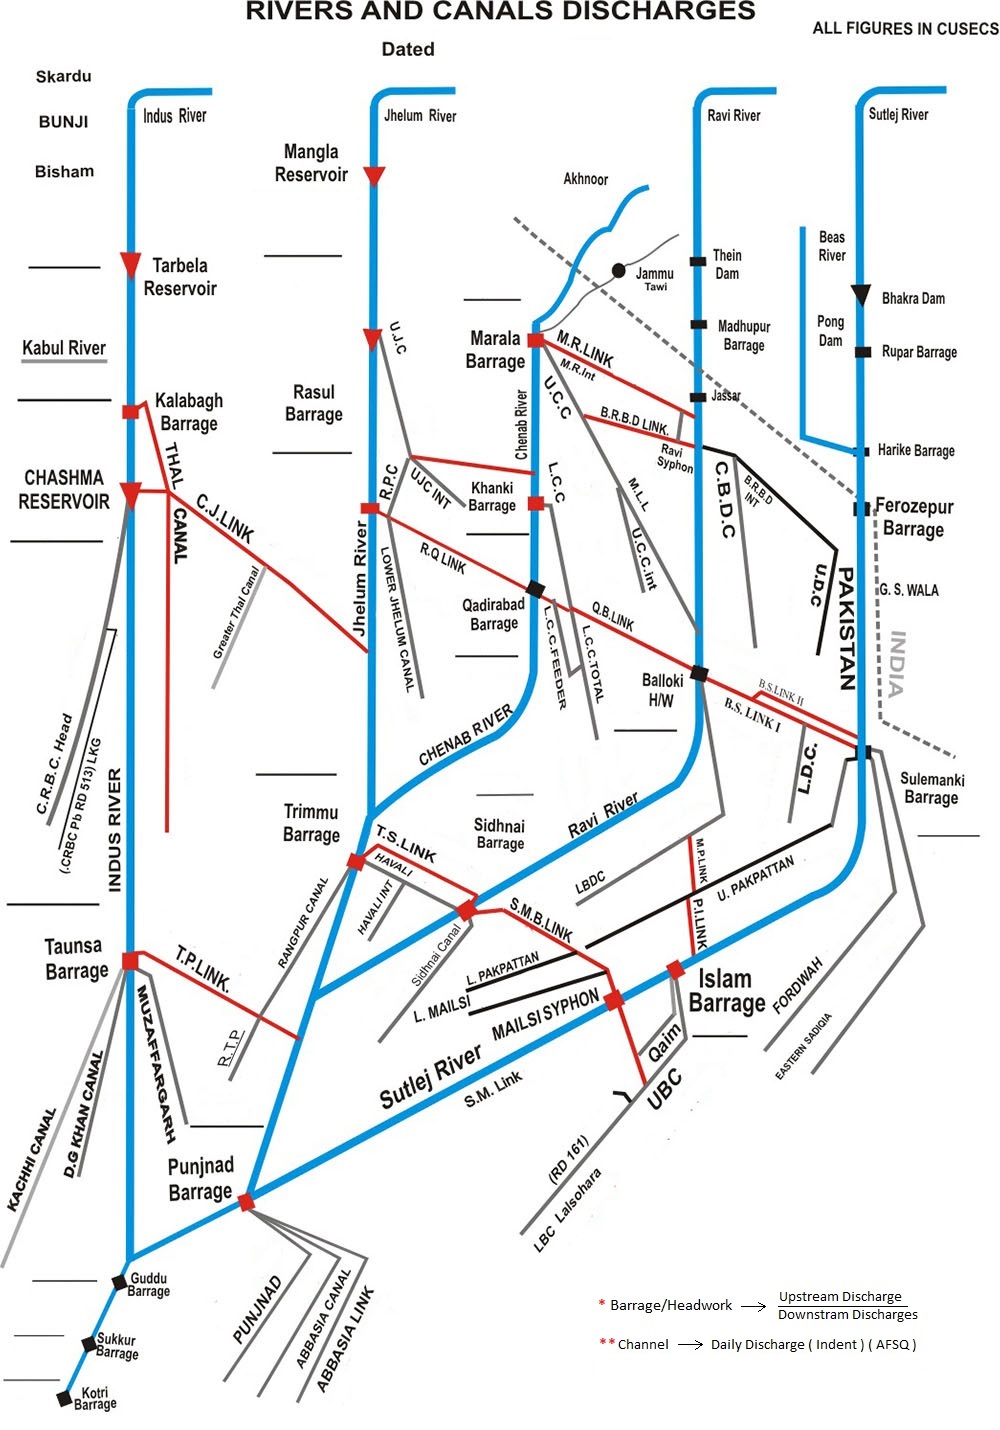 RIVERS AND CANALS DISCHARGES
ALL FIGURES IN CUSECS
Dated
Skardu
BUNJI
Bisham
Indus River
Jhelum River
Ravi River
Sutlej River
Mangla
Reservoir
Akhnoor
Tarbela
Reservoir
Jammu
Tawi
Thein
Dam
Beas
River
Bhakra Dam
Kabul River
U.J.C
Marala
Barrage
M.R.LINK
M.R.Int
Madhupur
Barrage
Pong
Dam
Rupar Barrage
Kalabagh
Barrage
Rasul
Barrage
Chenab River
U.C.C
Jassar
B.R.B.D LINK.
Ravi
Syphon
Harike Barrage
THAL
CANAL
CHASHMA
RESERVOIR
C.J.LINK
R.P.C
UJC INT
Khanki
Barrage
L.C.C
M.L.L
U.C.C.int
C.B.D.C
B.R.B.D
INT
Ferozepur
Barrage
Jhelum River
R.Q LINK
LOWER JHELUM CANAL
Greater Thal Canal
Qadirabad
Barrage
L.C.C.FEEDER
L.C.C.TOTAL
Q.B.LINK
U.D.C
PAKISTAN
G. S. WALA
INDIA
Balloki
H/W
B.S.LINK II
B.S. LINK I
L.D.C.
C.R.B.C. Head
(.CRBC Pb RD 513) LKG
INDUS RIVER
CHENAB RIVER
Sulemanki
Barrage
Trimmu
Barrage
T.S.LINK
HAVALI
HAVALI INT
RANGPUR CANAL
Sidhnai
Barrage
Ravi River
LBDC
M.P.LINK
U. PAKPATTAN
P.I.LINK
S.M.B.LINK
Sidhnai Canal
L. PAKPATTAN
L. MAILSI
MAILSI SYPHON
Islam
Barrage
FORDWAH
EASTERN SADIQIA
Taunsa
Barrage
T.P.LINK.
R.T.P.
MUZAFFARGARH
D.G KHAN CANAL
KACHHI CANAL
Sutlej River
S.M. Link
Qaim
UBC
(RD 161)
LBC Lalsohara
Punjnad
Barrage
PUNJNAD
ABBASIA CANAL
ABBASIA LINK
Guddu
Barrage
Sukkur
Barrage
Kotri
Barrage
* Barrage/Headwork → Upstream Discharge
Downstram Discharges
** Channel → Daily Discharge ( Indent ) ( AFSQ )